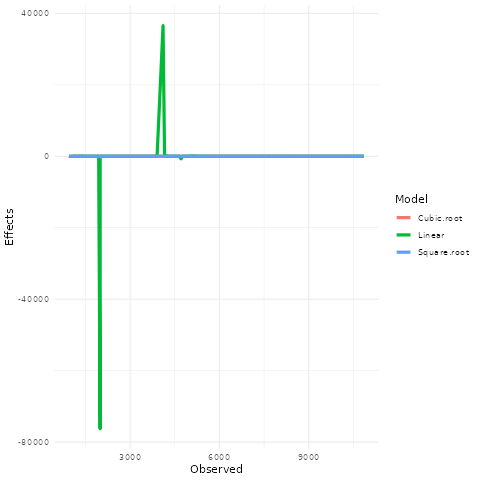 40000
0
-40000
-80000
Effects
3000
6000
9000
Observed
Model
Cubic.root
Linear
Square.root